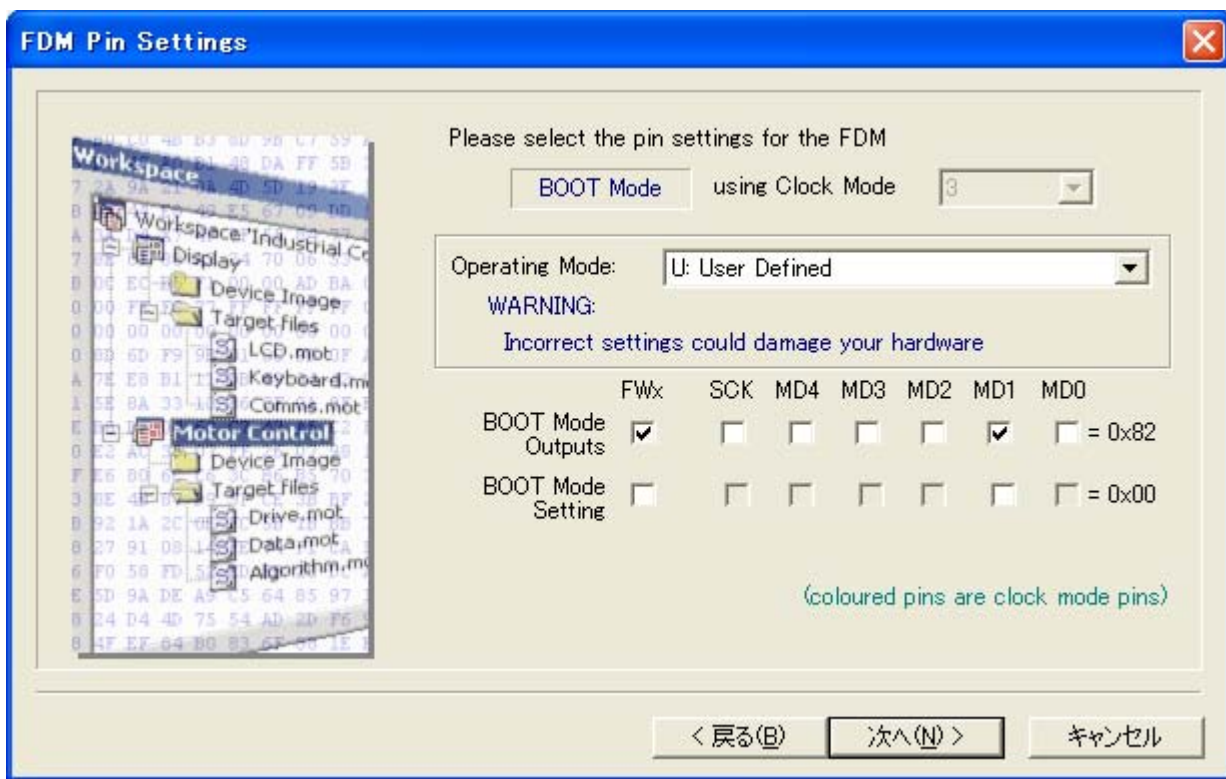 FDM Pin Settings
Workspace
Workspace 'Industrial Co
Display
Device Image
Target files
LCD.mot
Keyboard.mo
Comms.mot
Motor Control
Device Image
Target files
Drive.mot
Data.mot
Algorithm.mo
Please select the pin settings for the FDM
BOOT Mode using Clock Mode 3
Operating Mode: U: User Defined
WARNING:
Incorrect settings could damage your hardware
FWx SCK MD4 MD3 MD2 MD1 MD0
BOOT Mode Outputs = 0x82
BOOT Mode Setting = 0x00
(coloured pins are clock mode pins)
< 戻る(B) 次へ(N) > キャンセル